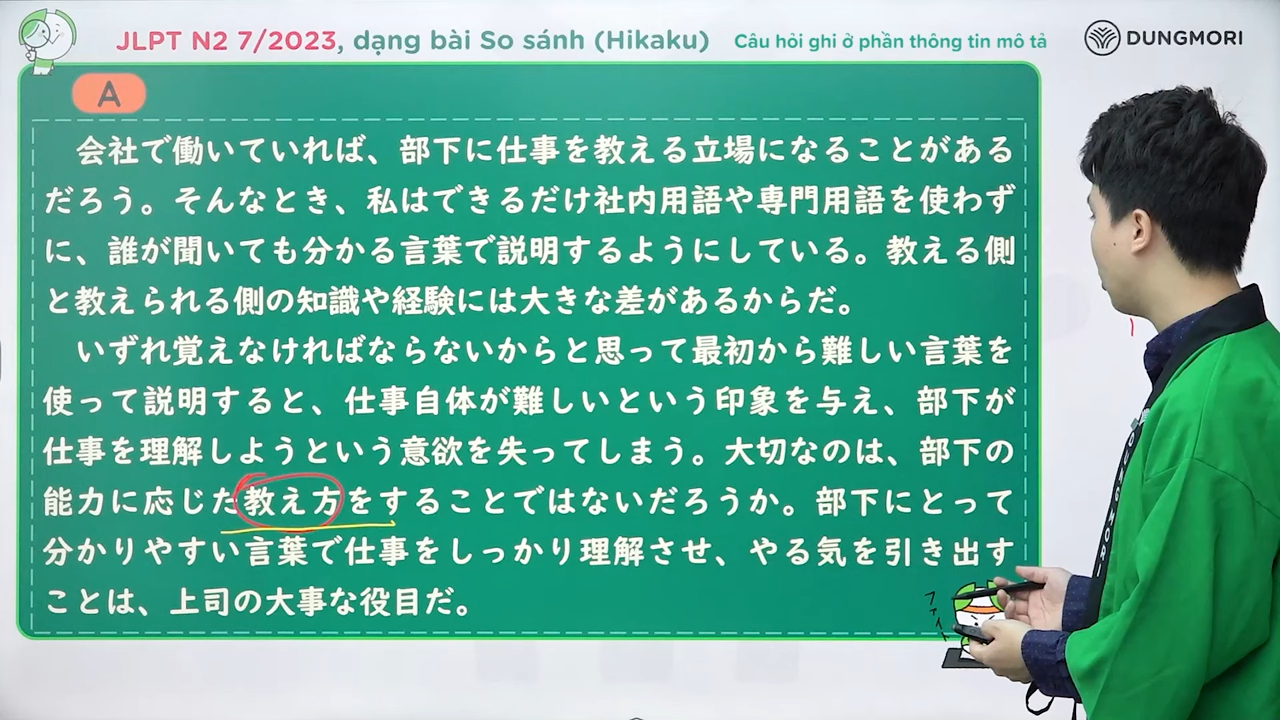 JLPT N2 7/2023, dạng bài So sánh (Hikaku)
Câu hỏi ghi ở phần thông tin mô tả
DUNGMORI
A
会社で働いていれば、部下に仕事を教える立場になることがある
だろう。そんなとき、私はできるだけ社内用語や専門用語を使わず
に、誰が聞いても分かる言葉で説明するようにしている。教える側
と教えられる側の知識や経験には大きな差があるからだ。
いずれ覚えなければならないからと思って最初から難しい言葉を
使って説明すると、仕事自体が難しいという印象を与え、部下が
仕事を理解しようという意欲を失ってしまう。大切なのは、部下の
能力に応じた教え方をすることではないだろうか。部下にとって
分かりやすい言葉で仕事をしっかり理解させ、やる気を引き出す
ことは、上司の大事な役目だ。
ファイト